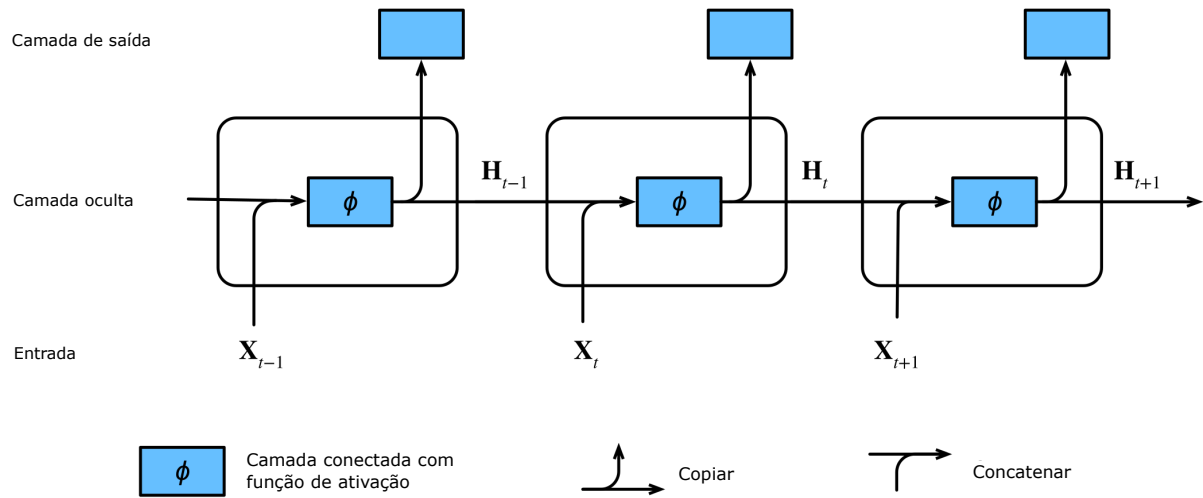 Camada de saída
Camada oculta
ϕ
H_{t−1}
ϕ
H_t
ϕ
H_{t+1}
Entrada
X_{t−1}
X_t
X_{t+1}
ϕ
Camada conectada com
função de ativação
Copiar
Concatenar